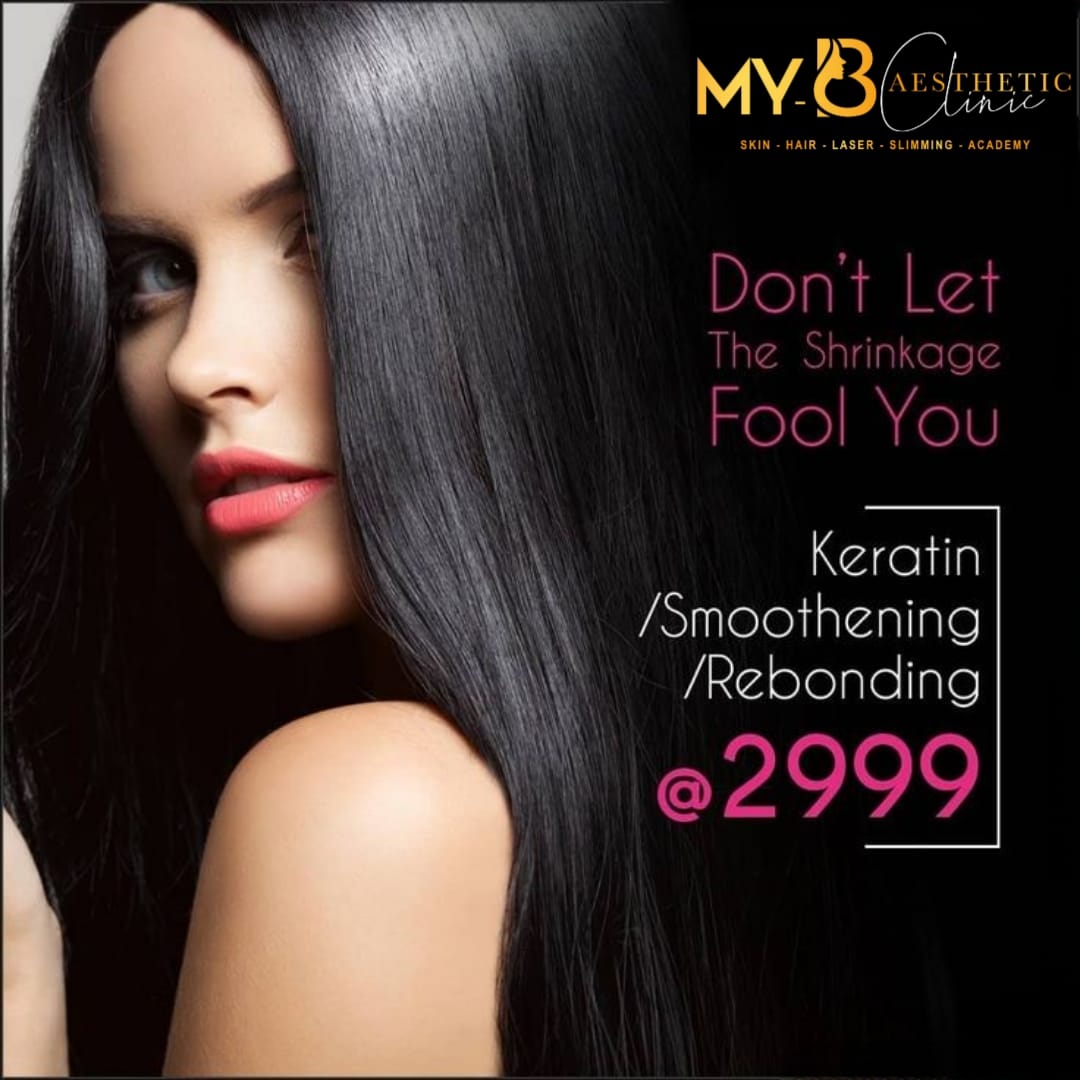 MY-B AESTHETIC
Clinic
SKIN - HAIR - LASER - SLIMMING - ACADEMY
Don't Let
The Shrinkage
Fool You
Keratin
/Smoothening
/Rebonding
@2999